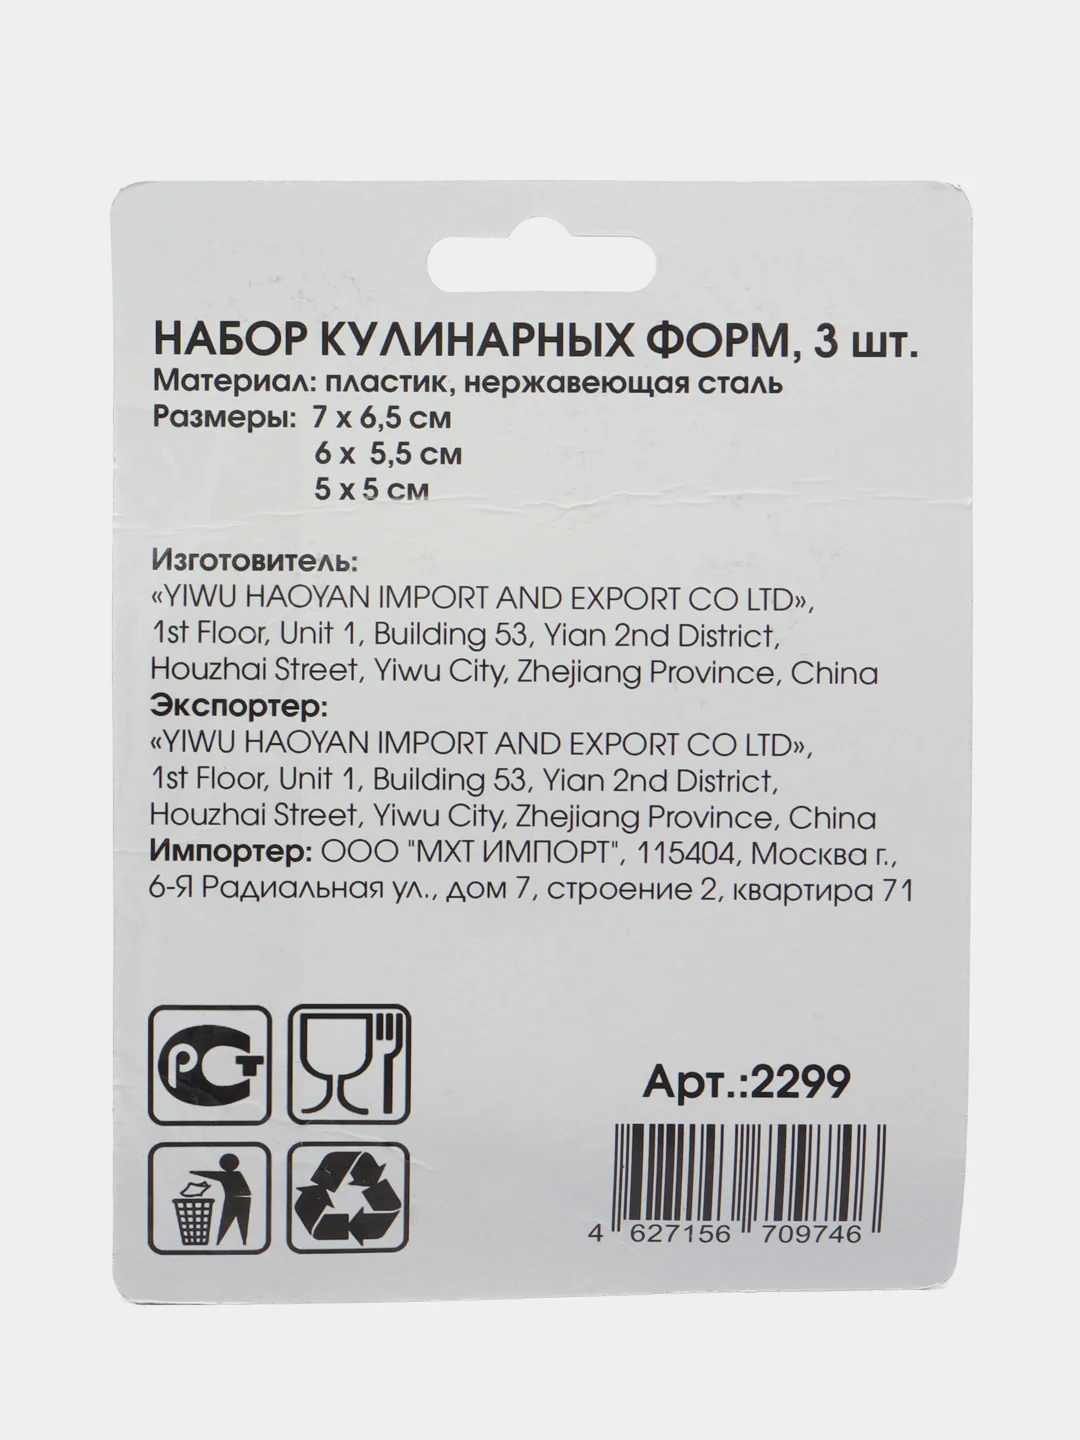 НАБОР КУЛИНАРНЫХ ФОРМ, 3 шт.
Материал: пластик, нержавеющая сталь
Размеры: 7 х 6,5 см
6 х 5,5 см
5 х 5 см
Изготовитель:
«YIWU HAOYAN IMPORT AND EXPORT CO LTD»,
1st Floor, Unit 1, Building 53, Yian 2nd District,
Houzhai Street, Yiwu City, Zhejiang Province, China
Экспортер:
«YIWU HAOYAN IMPORT AND EXPORT CO LTD»,
1st Floor, Unit 1, Building 53, Yian 2nd District,
Houzhai Street, Yiwu City, Zhejiang Province, China
Импортер: ООО "МХТ ИМПОРТ", 115404, Москва г.,
6-Я Радиальная ул., дом 7, строение 2, квартира 71
РСТ
Арт.:2299
4 627156 709746